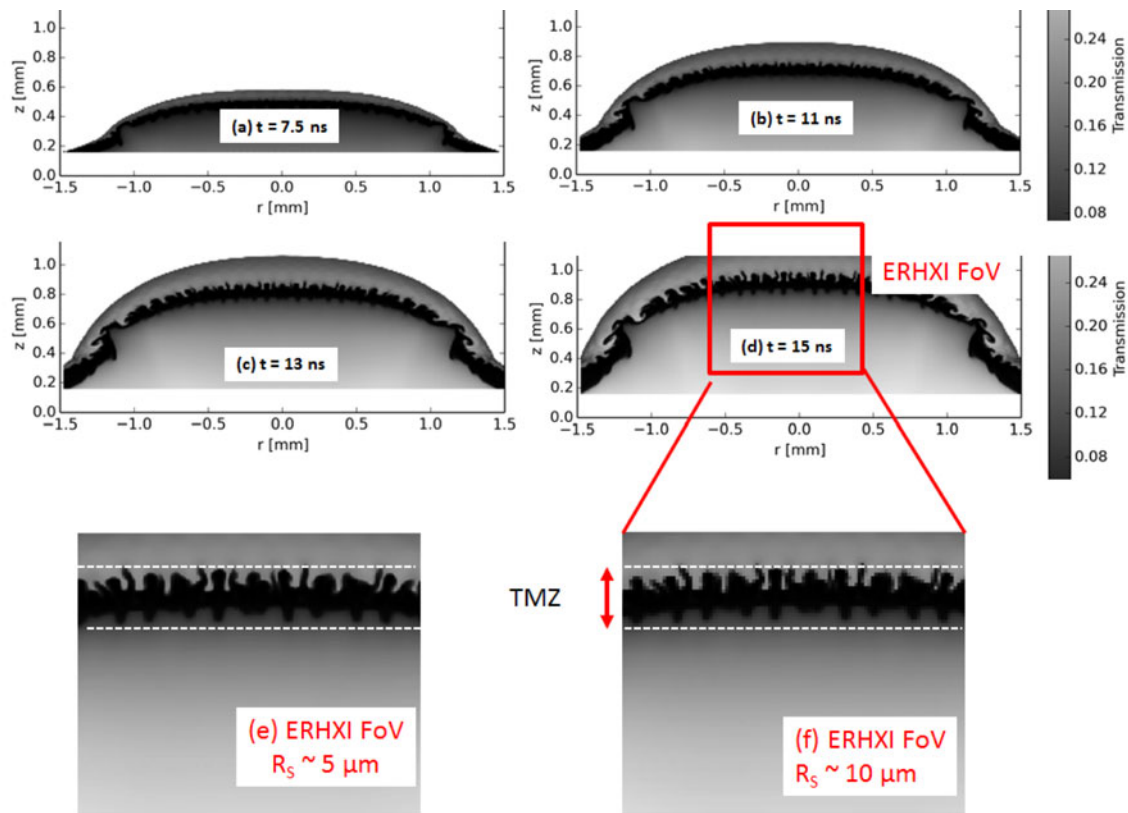 1.0
0.8
0.6
0.4
0.2
0.0
z [mm]
(a) t = 7.5 ns
−1.5 −1.0 −0.5 0.0 0.5 1.0 1.5
r [mm]
1.0
0.8
0.6
0.4
0.2
0.0
z [mm]
(b) t = 11 ns
−1.5 −1.0 −0.5 0.0 0.5 1.0 1.5
r [mm]
0.24
0.20
0.16
0.12
0.08
Transmission
1.0
0.8
0.6
0.4
0.2
0.0
z [mm]
(c) t = 13 ns
−1.5 −1.0 −0.5 0.0 0.5 1.0 1.5
r [mm]
1.0
0.8
0.6
0.4
0.2
0.0
z [mm]
ERHXI FoV
(d) t = 15 ns
−1.5 −1.0 −0.5 0.0 0.5 1.0 1.5
r [mm]
0.24
0.20
0.16
0.12
0.08
Transmission
(e) ERHXI FoV
R_S ~ 5 μm
TMZ
(f) ERHXI FoV
R_S ~ 10 μm